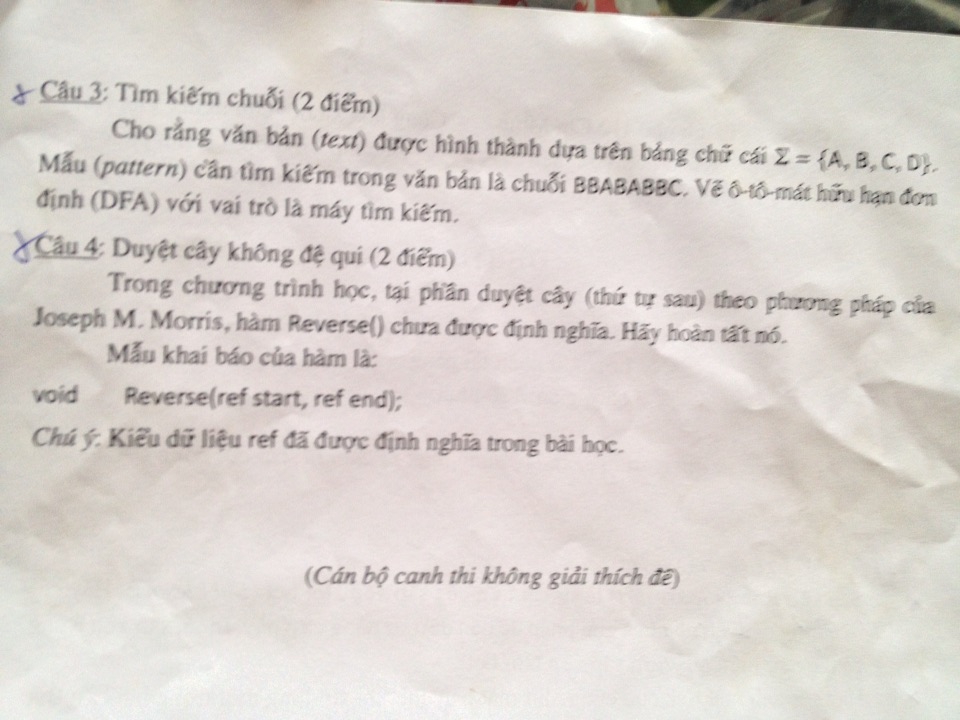 Câu 3: Tìm kiếm chuỗi (2 điểm)
Cho rằng văn bản (text) được hình thành dựa trên bảng chữ cái Σ = {A, B, C, D}.
Mẫu (pattern) cần tìm kiếm trong văn bản là chuỗi BBABABBC. Vẽ ô-tô-mát hữu hạn đơn
định (DFA) với vai trò là máy tìm kiếm.
Câu 4: Duyệt cây không đệ qui (2 điểm)
Trong chương trình học, tại phần duyệt cây (thứ tự sau) theo phương pháp của
Joseph M. Morris, hàm Reverse() chưa được định nghĩa. Hãy hoàn tất nó.
Mẫu khai báo của hàm là:
void Reverse(ref start, ref end);
Chú ý: Kiểu dữ liệu ref đã được định nghĩa trong bài học.
(Cán bộ canh thi không giải thích đề)